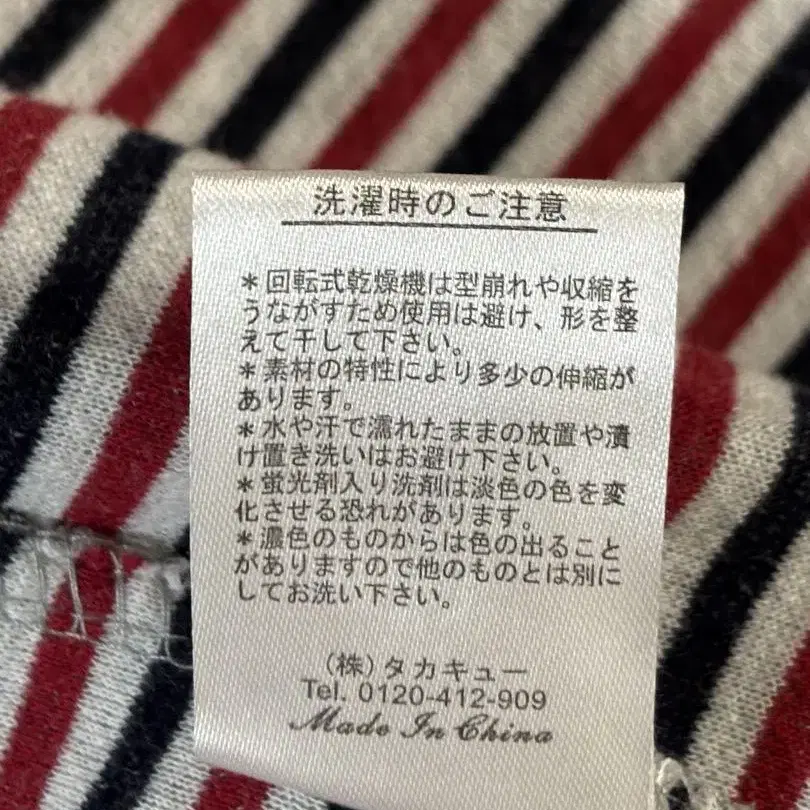 洗濯時のご注意
＊回転式乾燥機は型崩れや収縮を
うながすため使用は避け、形を整
えて干して下さい。
＊素材の特性により多少の伸縮が
あります。
＊水や汗で濡れたままの放置や漬
け置き洗いはお避け下さい。
＊蛍光剤入り洗剤は淡色の色を変
化させる恐れがあります。
＊濃色のものからは色の出ること
がありますので他のものとは別に
してお洗い下さい。
(株)タカキュー
Tel. 0120-412-909
Made In China